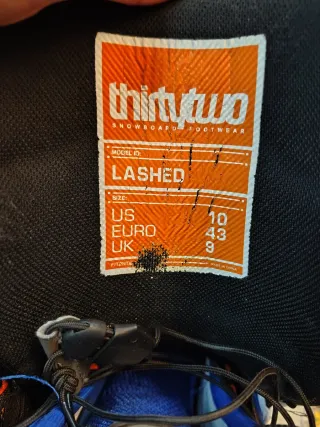 thirtytwo
SNOWBOARD FOOTWEAR
MODEL ID:
LASHED
SIZE:
US 10
EURO 43
UK 9